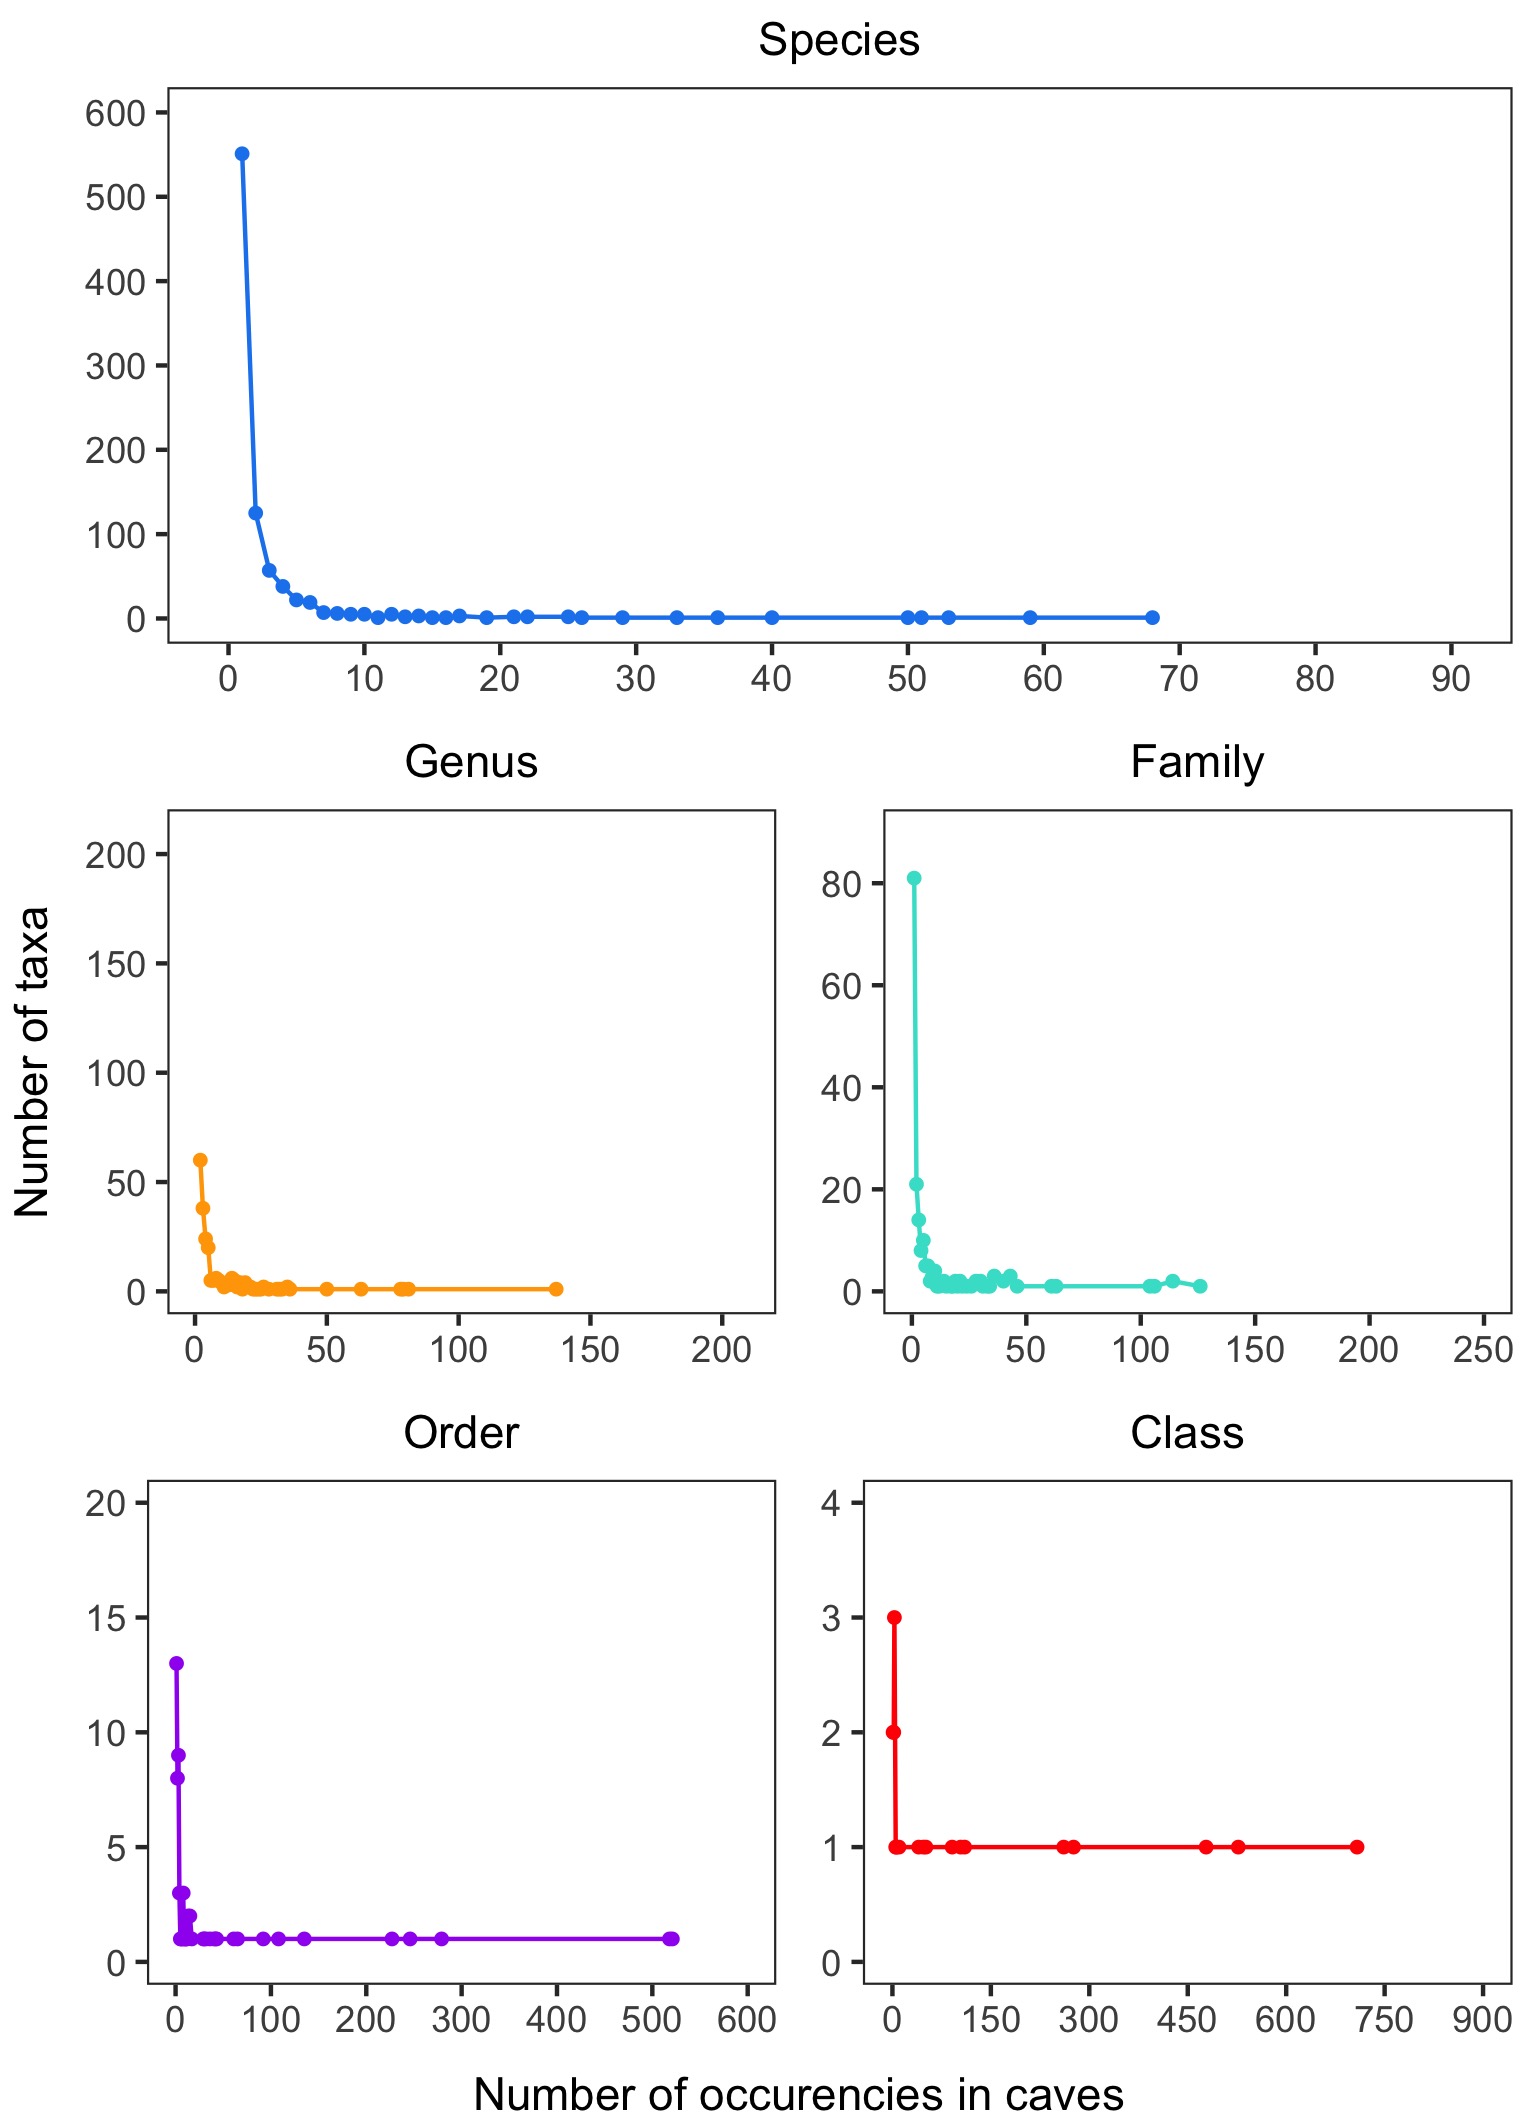 Species
600
500
400
300
200
100
0
0 10 20 30 40 50 60 70 80 90
Number of taxa
Genus
200
150
100
50
0
0 50 100 150 200
Family
80
60
40
20
0
0 50 100 150 200 250
Order
20
15
10
5
0
0 100 200 300 400 500 600
Class
4
3
2
1
0
0 150 300 450 600 750 900
Number of occurencies in caves